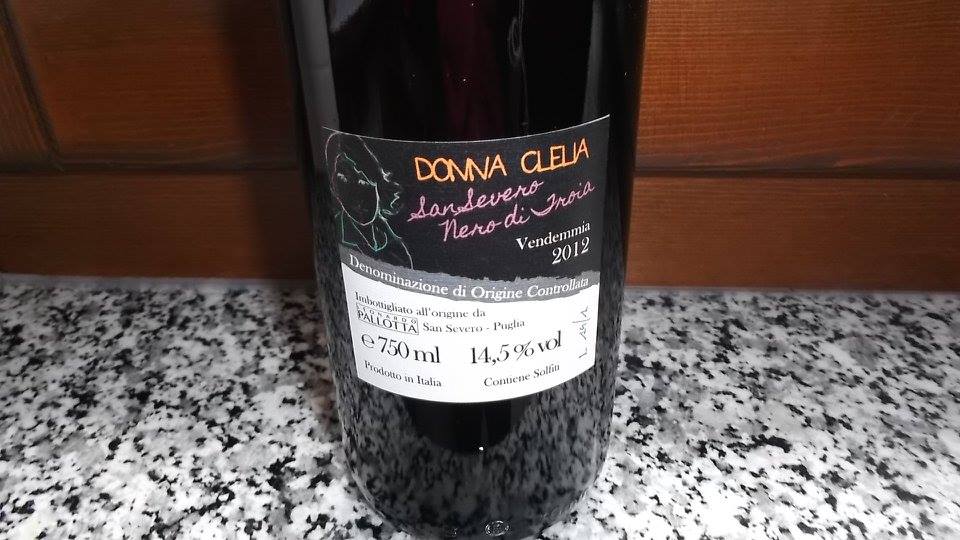 DONNA CLELIA
San Severo
Nero di Troia
Vendemmia
2012
Denominazione di Origine Controllata
Imbottigliato all'origine da
LEONARDO
PALLOTTA San Severo - Puglia
e 750 ml 14,5 % vol
Prodotto in Italia Contiene Solfiti